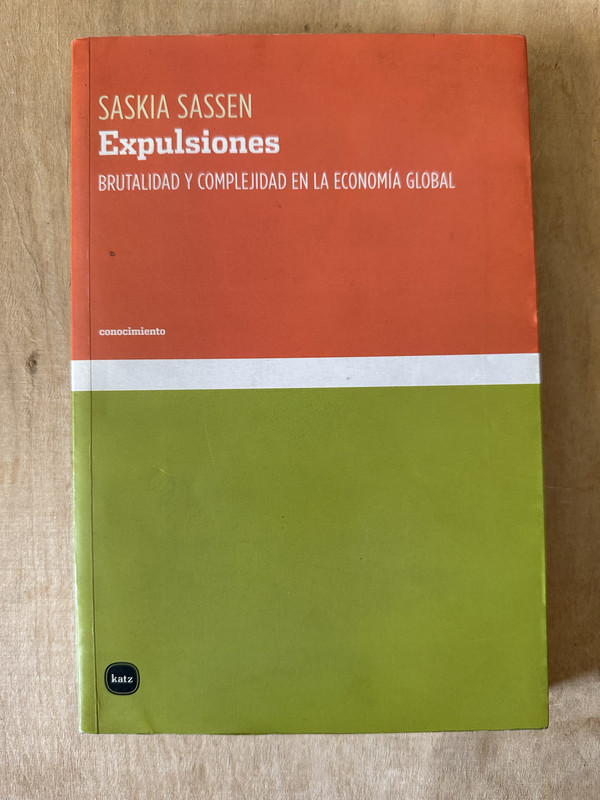 SASKIA SASSEN
Expulsiones
BRUTALIDAD Y COMPLEJIDAD EN LA ECONOMÍA GLOBAL
conocimiento
katz